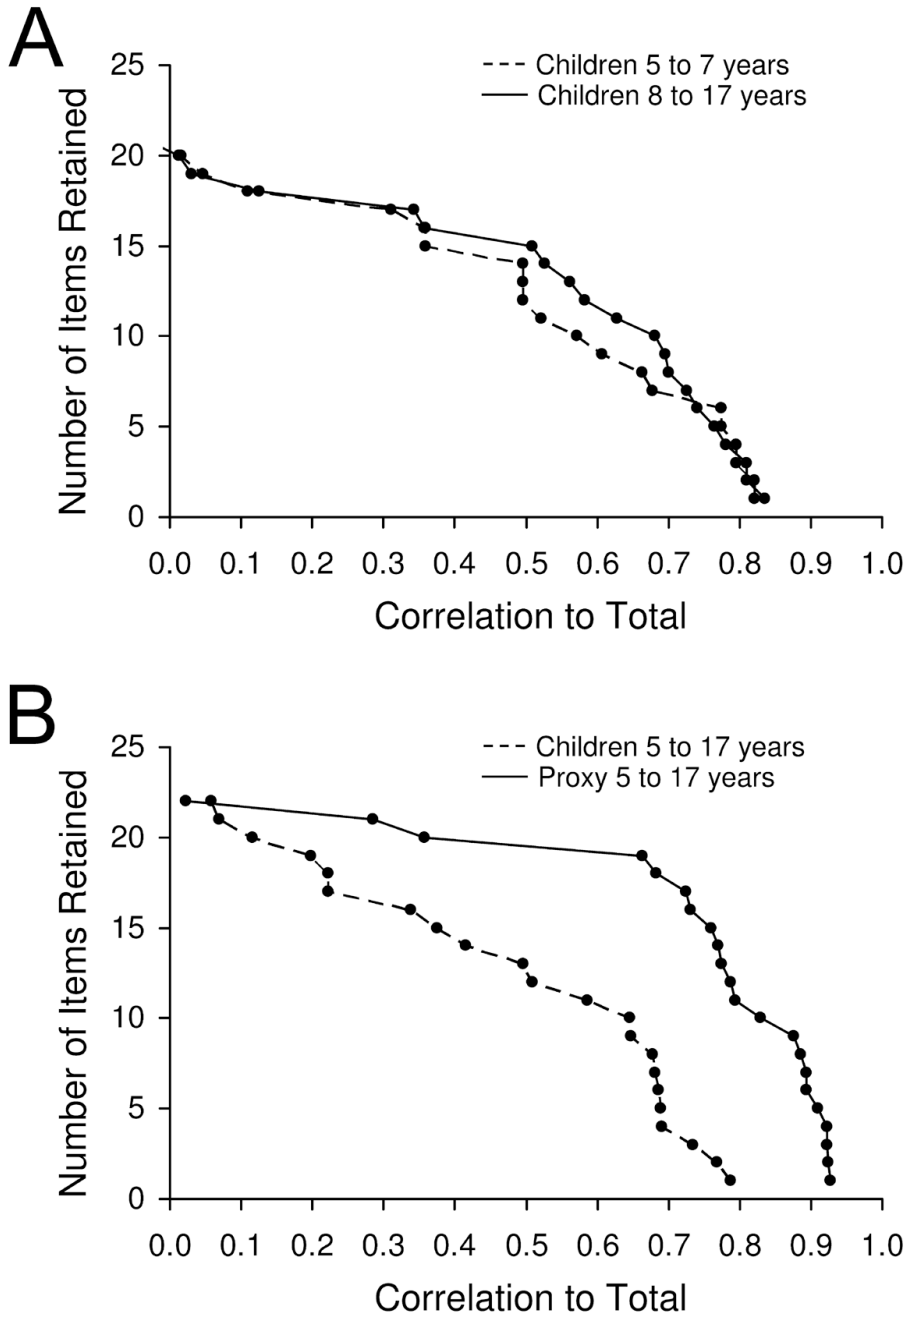 A
Children 5 to 7 years
Children 8 to 17 years
Number of Items Retained
25
20
15
10
5
0
0.0 0.1 0.2 0.3 0.4 0.5 0.6 0.7 0.8 0.9 1.0
Correlation to Total
B
Children 5 to 17 years
Proxy 5 to 17 years
Number of Items Retained
25
20
15
10
5
0
0.0 0.1 0.2 0.3 0.4 0.5 0.6 0.7 0.8 0.9 1.0
Correlation to Total